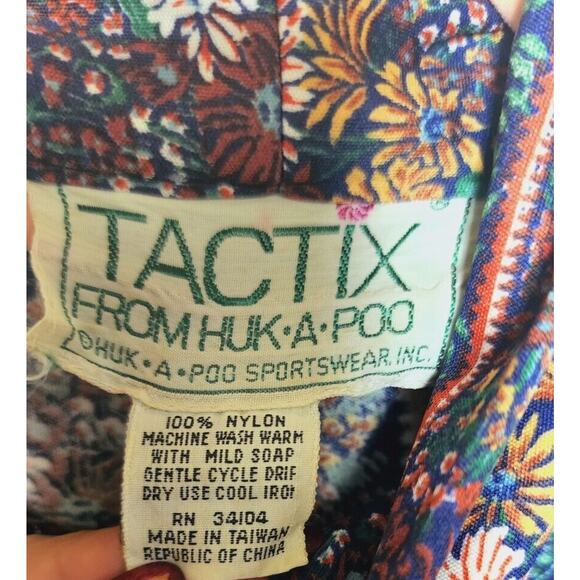 TACTIX
FROM HUK•A•POO
©HUK•A•POO SPORTSWEAR, INC.
100% NYLON
MACHINE WASH WARM
WITH MILD SOAP
GENTLE CYCLE DRIP
DRY USE COOL IRON
RN 34104
MADE IN TAIWAN
REPUBLIC OF CHINA